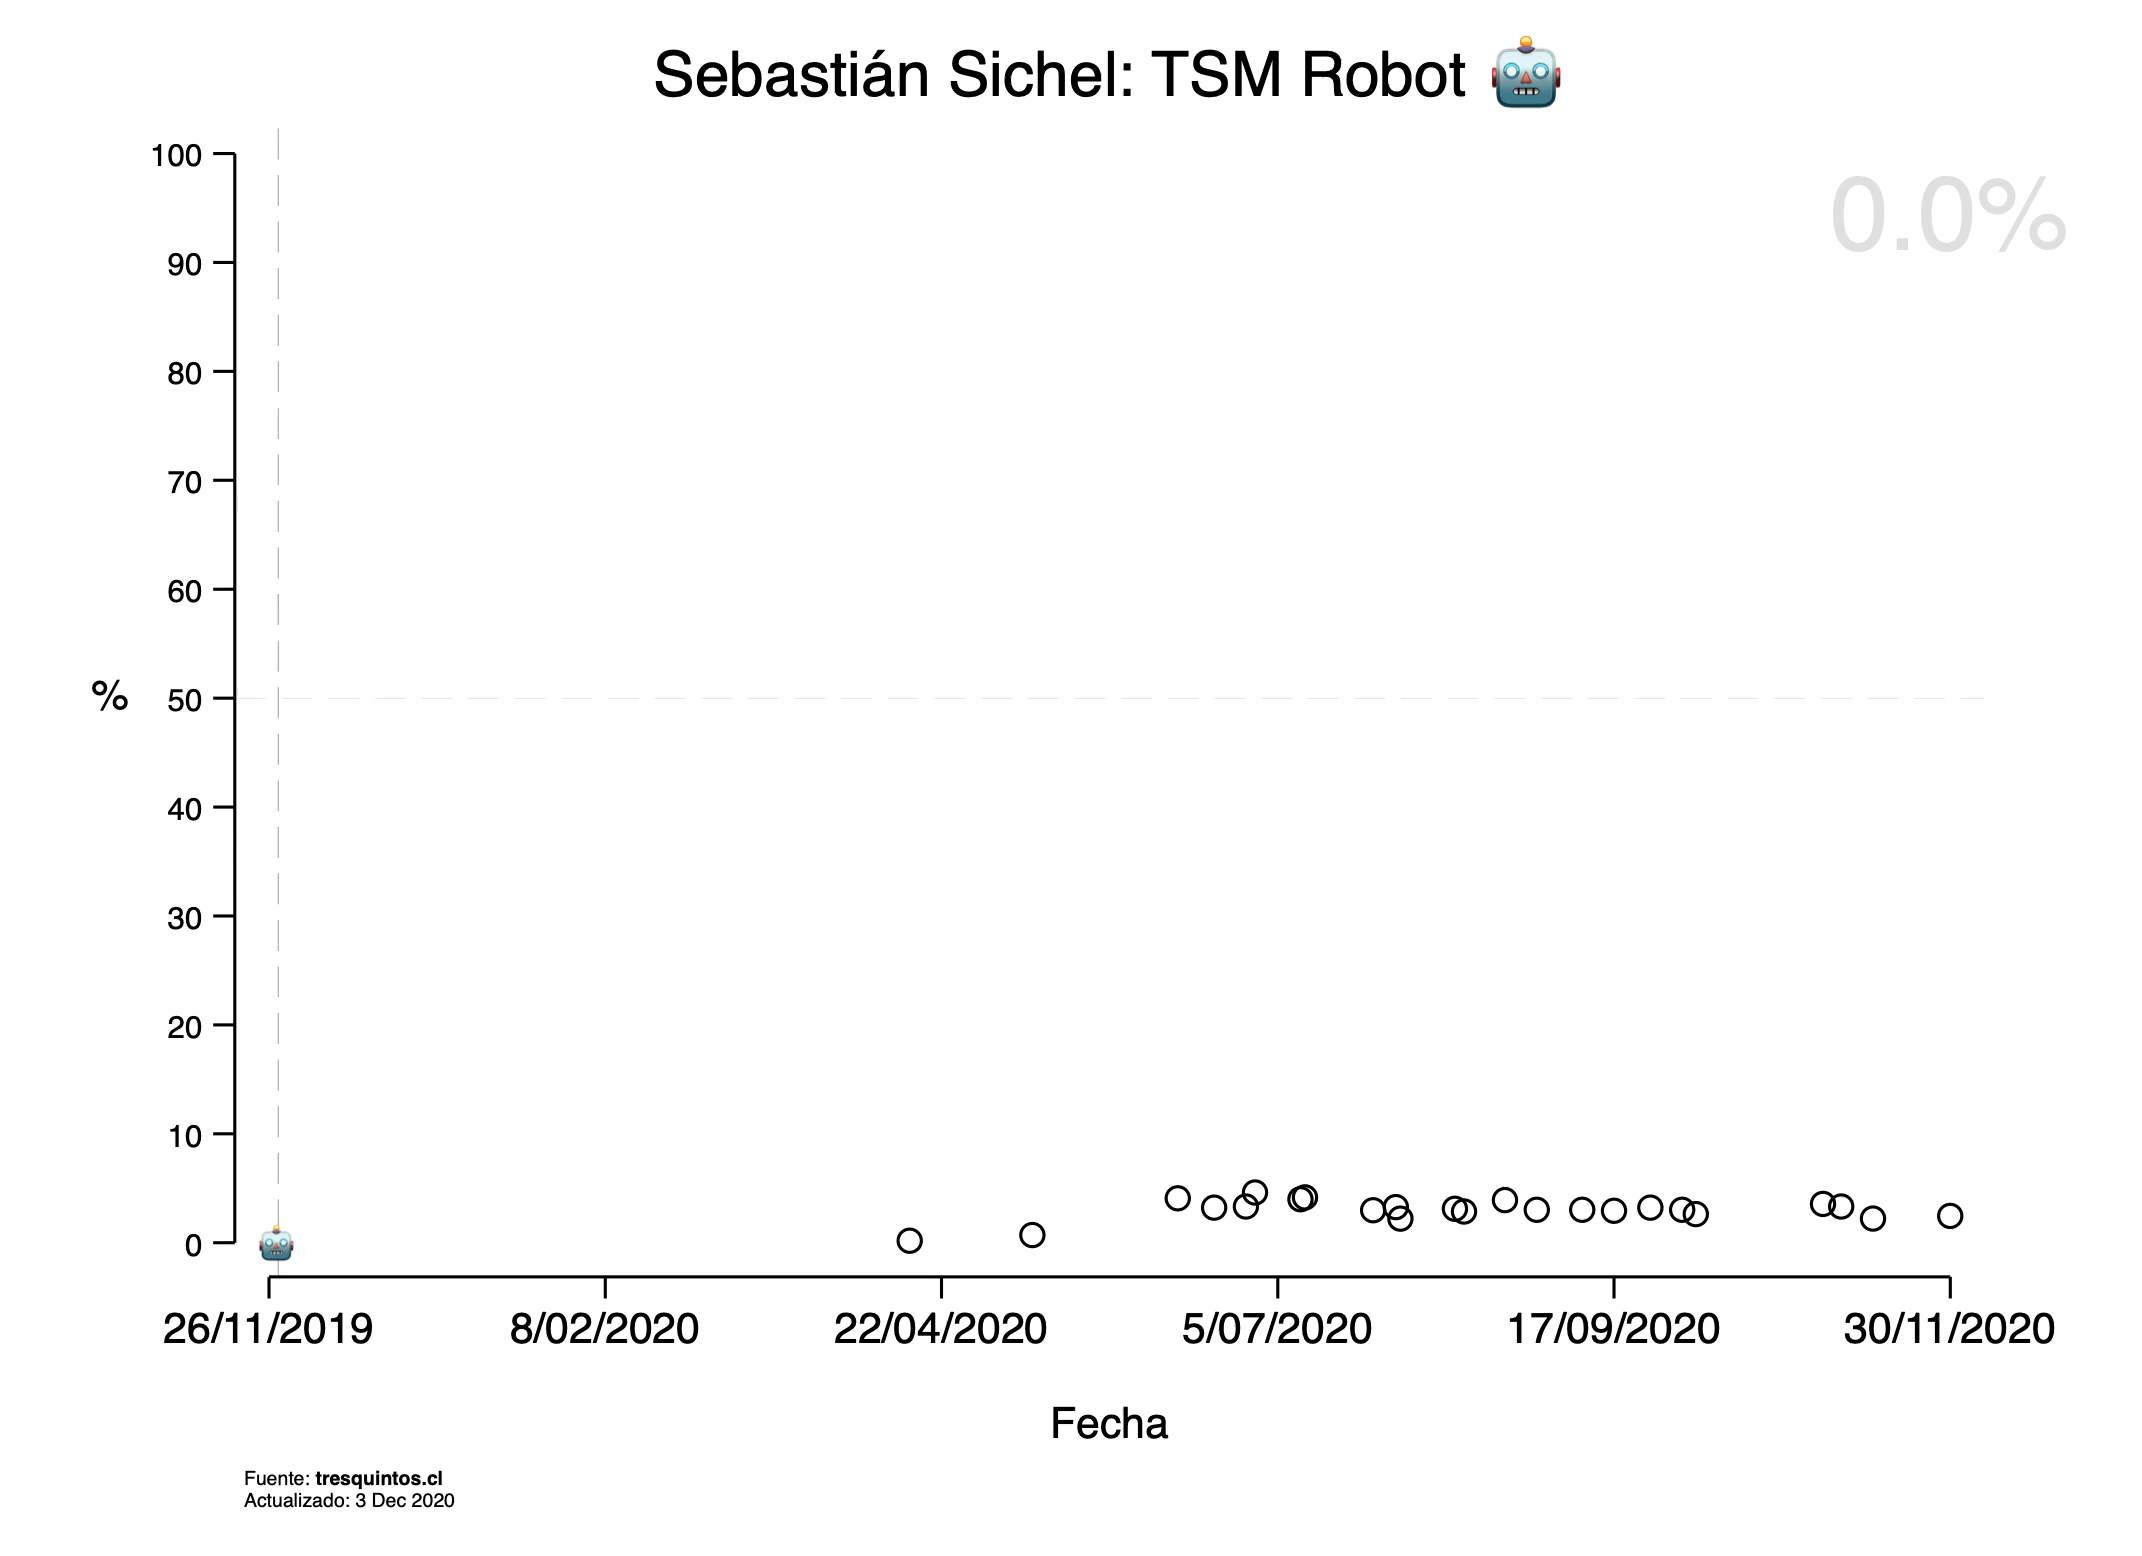 Sebastián Sichel: TSM Robot 🤖
0.0%
100
90
80
70
60
50
40
30
20
10
0
%
26/11/2019 8/02/2020 22/04/2020 5/07/2020 17/09/2020 30/11/2020
Fecha
Fuente: tresquintos.cl
Actualizado: 3 Dec 2020